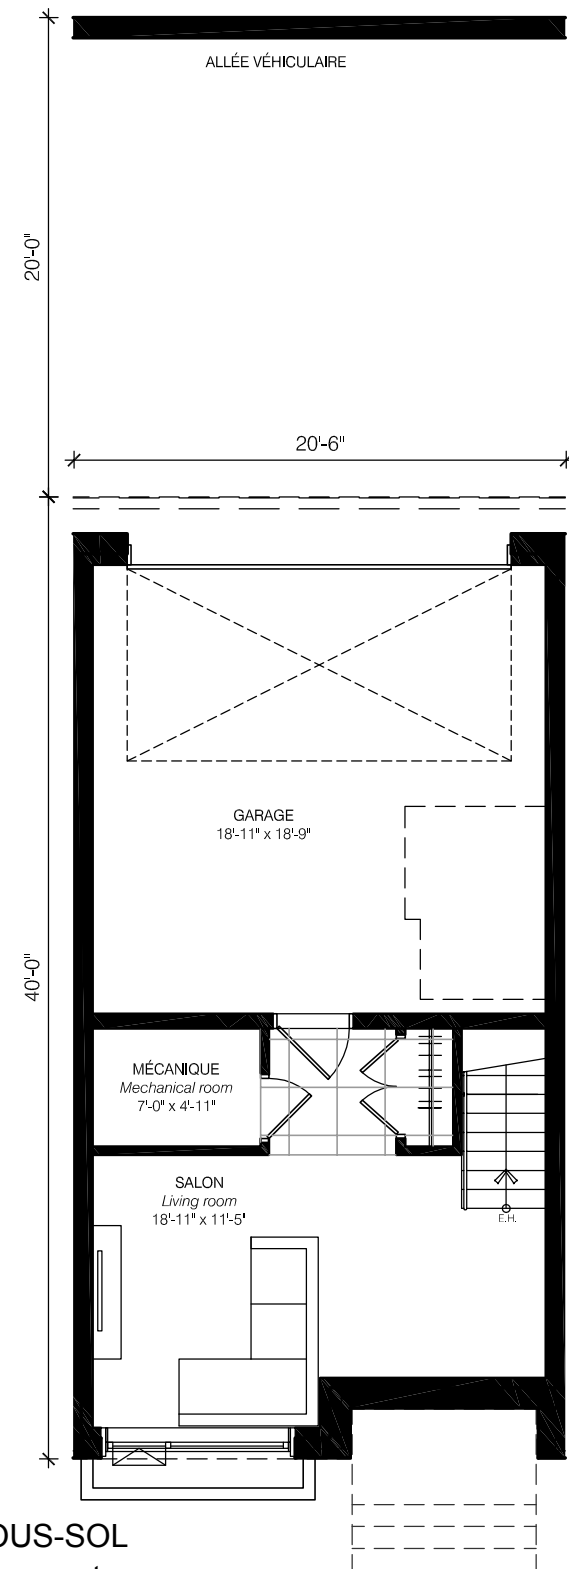 ALLÉE VÉHICULAIRE
20'-0"
20'-6"
GARAGE
18'-11" x 18'-9"
40'-0"
MÉCANIQUE
Mechanical room
7'-0" x 4'-11"
SALON
Living room
18'-11" x 11'-5"
E.H.
OUS-SOL